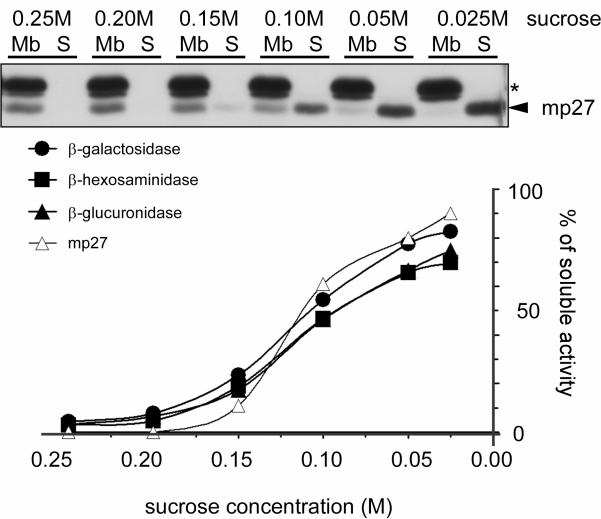 0.25M 0.20M 0.15M 0.10M 0.05M 0.025M sucrose
Mb S Mb S Mb S Mb S Mb S Mb S
*
mp27
β-galactosidase
β-hexosaminidase
β-glucuronidase
mp27
100
50
0
% of soluble activity
0.25 0.20 0.15 0.10 0.05 0.00
sucrose concentration (M)